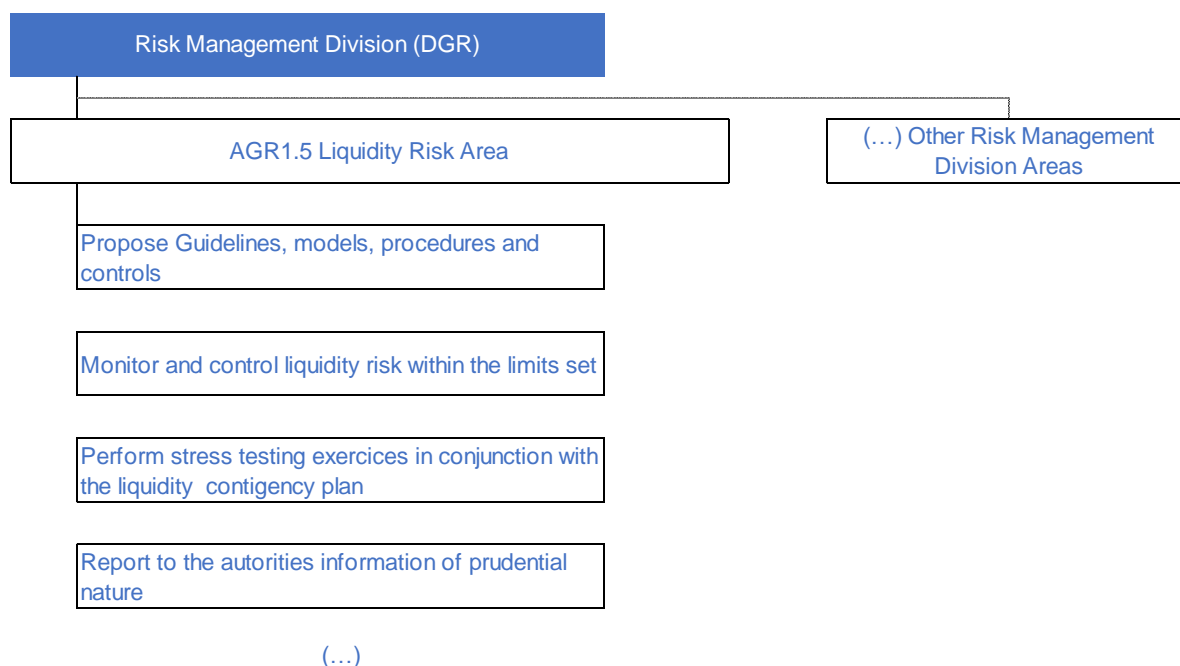 Risk Management Division (DGR)
AGR1.5 Liquidity Risk Area
(…) Other Risk Management
Division Areas
Propose Guidelines, models, procedures and
controls
Monitor and control liquidity risk within the limits set
Perform stress testing exercices in conjunction with
the liquidity  contigency plan
Report to the autorities information of prudential
nature
(…)